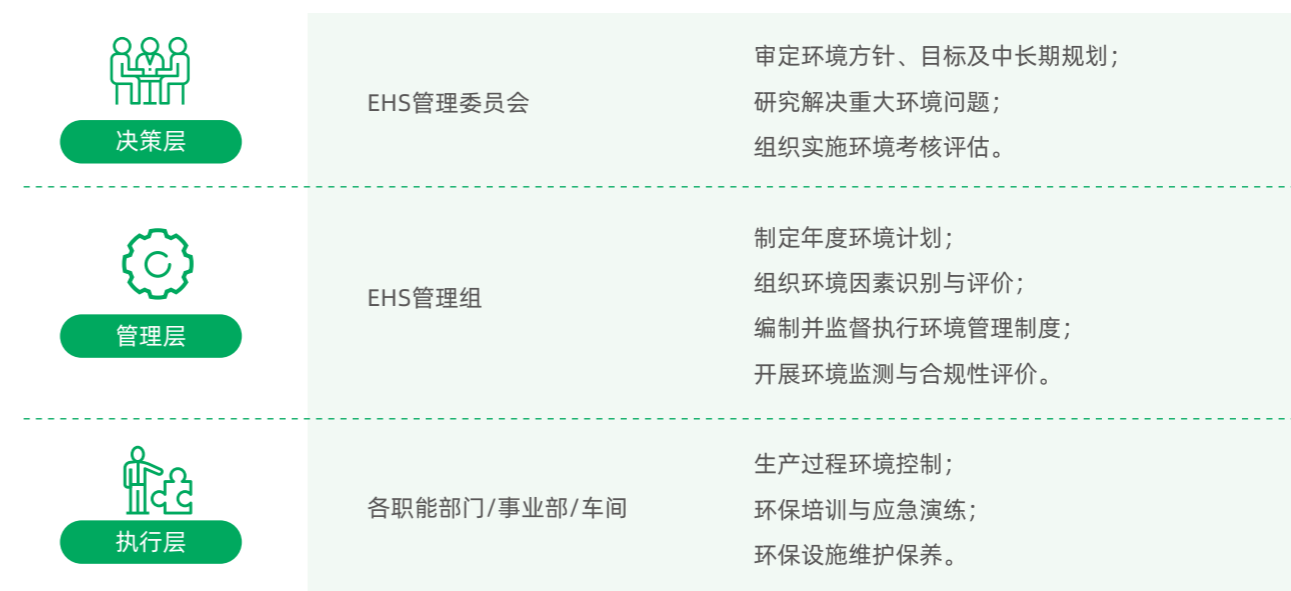 决策层
EHS管理委员会
审定环境方针、目标及中长期规划；
研究解决重大环境问题；
组织实施环境考核评估。
管理层
EHS管理组
制定年度环境计划；
组织环境因素识别与评价；
编制并监督执行环境管理制度；
开展环境监测与合规性评价。
执行层
各职能部门/事业部/车间
生产过程环境控制；
环保培训与应急演练；
环保设施维护保养。